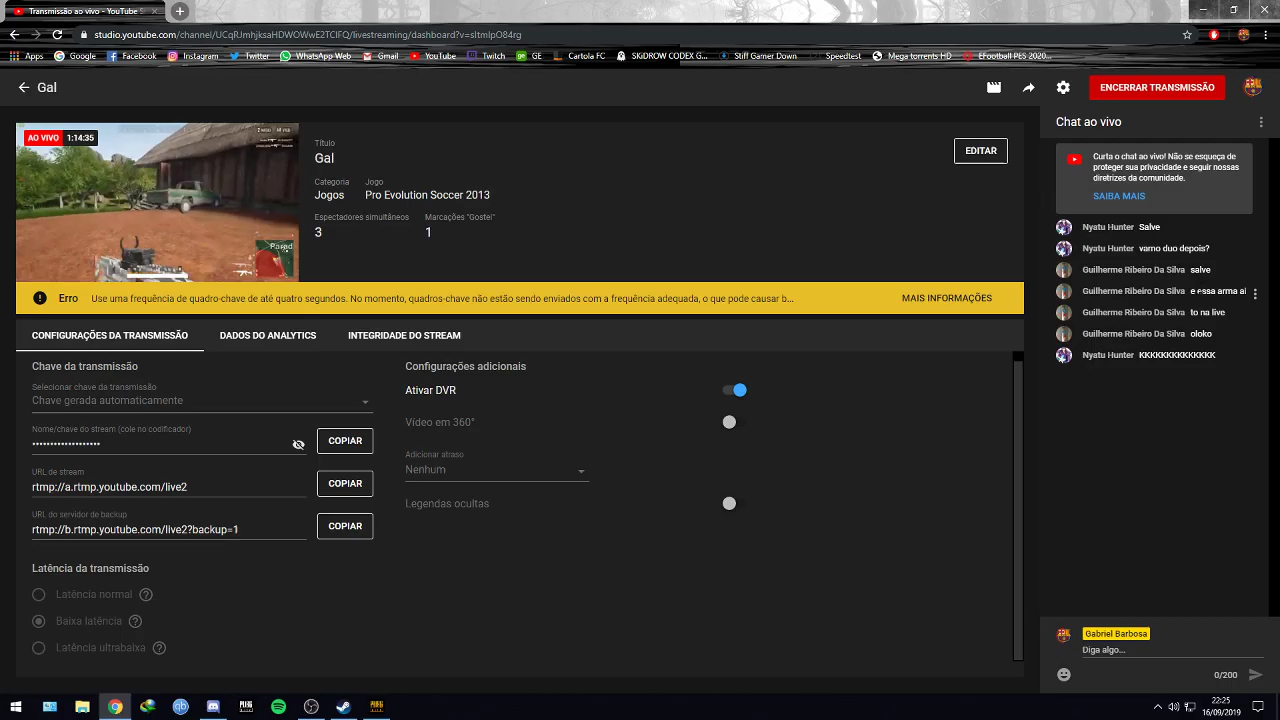 Transmissão ao vivo - YouTube S
studio.youtube.com/channel/UCqRJmhjksaHDWOWwE2TClFQ/livestreaming/dashboard?v=sltmlpO84rg
Apps Google Facebook Instagram Twitter WhatsApp Web Gmail YouTube Twitch GE Cartola FC SKiDROW CODEX G... Stiff Gamer Down Speedtest Mega torrents HD EFootball PES 2020...
Gal
ENCERRAR TRANSMISSÃO
AO VIVO 1:14:35
Título
Gal
EDITAR
Categoria Jogo
Jogos Pro Evolution Soccer 2013
Espectadores simultâneos Marcações "Gostei"
3 1
Erro Use uma frequência de quadro-chave de até quatro segundos. No momento, quadros-chave não estão sendo enviados com a frequência adequada, o que pode causar b...
MAIS INFORMAÇÕES
CONFIGURAÇÕES DA TRANSMISSÃO DADOS DO ANALYTICS INTEGRIDADE DO STREAM
Chave da transmissão
Selecionar chave da transmissão
Chave gerada automaticamente
Nome/chave do stream (cole no codificador)
••••••••••••••••••• COPIAR
URL de stream
rtmp://a.rtmp.youtube.com/live2 COPIAR
URL do servidor de backup
rtmp://b.rtmp.youtube.com/live2?backup=1 COPIAR
Latência da transmissão
Latência normal
Baixa latência
Latência ultrabaixa
Configurações adicionais
Ativar DVR
Vídeo em 360°
Adicionar atraso
Nenhum
Legendas ocultas
Chat ao vivo
Curta o chat ao vivo! Não se esqueça de
proteger sua privacidade e seguir nossas
diretrizes da comunidade.
SAIBA MAIS
Nyatu Hunter Salve
Nyatu Hunter vamo duo depois?
Guilherme Ribeiro Da Silva salve
Guilherme Ribeiro Da Silva e essa arma al
Guilherme Ribeiro Da Silva to na live
Guilherme Ribeiro Da Silva oloko
Nyatu Hunter KKKKKKKKKKKKK
Gabriel Barbosa
Diga algo...
0/200
22:25
16/09/2019